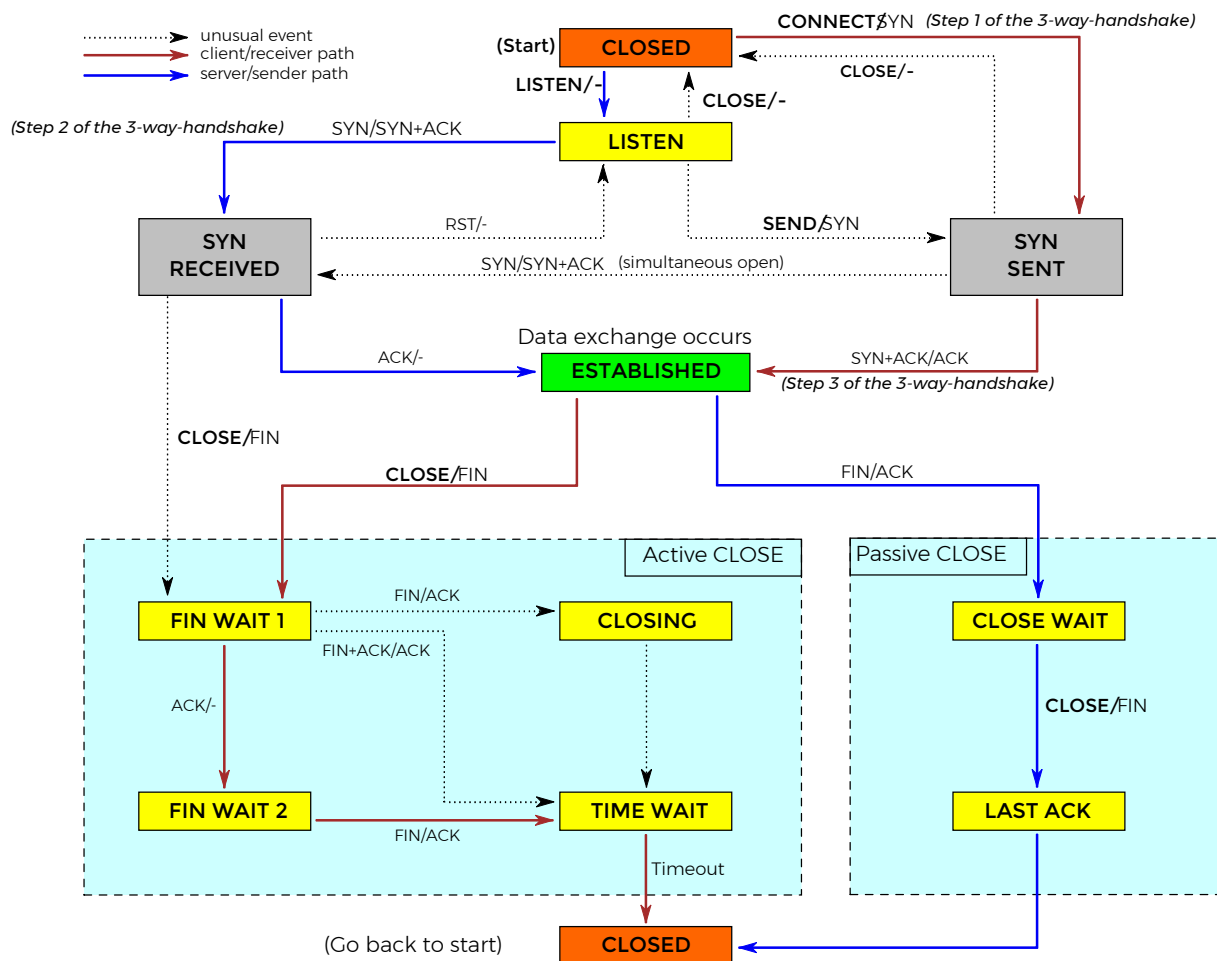 CONNECT/SYN (Step 1 of the 3-way-handshake)
unusual event
client/receiver path
server/sender path
(Start)
CLOSED
CLOSE/-
LISTEN/-
CLOSE/-
(Step 2 of the 3-way-handshake)
SYN/SYN+ACK
LISTEN
RST/-
SEND/SYN
SYN
RECEIVED
SYN
SENT
SYN/SYN+ACK (simultaneous open)
Data exchange occurs
ACK/-
ESTABLISHED
SYN+ACK/ACK
(Step 3 of the 3-way-handshake)
CLOSE/FIN
CLOSE/FIN
FIN/ACK
Active CLOSE
Passive CLOSE
FIN WAIT 1
FIN/ACK
CLOSING
CLOSE WAIT
FIN+ACK/ACK
ACK/-
CLOSE/FIN
FIN WAIT 2
FIN/ACK
TIME WAIT
LAST ACK
Timeout
(Go back to start)
CLOSED